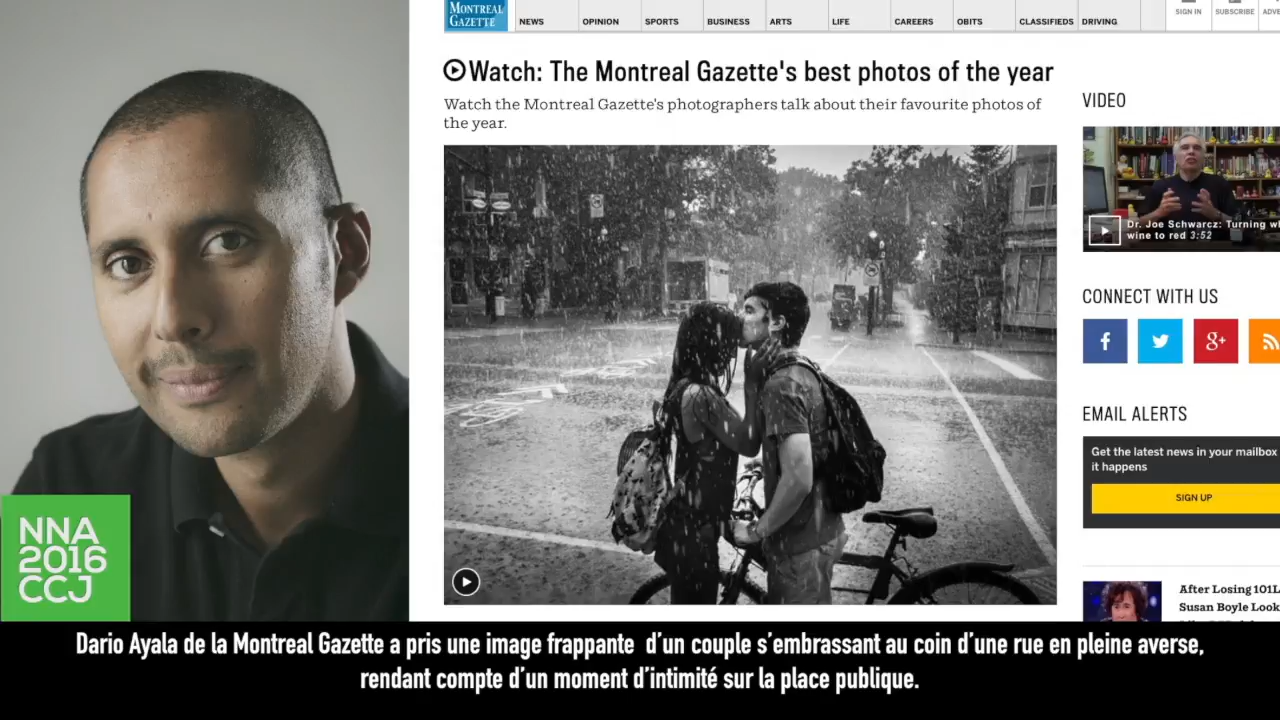 MONTREAL
GAZETTE
NEWS
OPINION
SPORTS
BUSINESS
ARTS
LIFE
CAREERS
OBITS
CLASSIFIEDS
DRIVING
SIGN IN
SUBSCRIBE
ADVE
Watch: The Montreal Gazette's best photos of the year
Watch the Montreal Gazette's photographers talk about their favourite photos of
the year.
VIDEO
Dr. Joe Schwarcz: Turning wh
wine to red 3:52
CONNECT WITH US
f
g+
EMAIL ALERTS
Get the latest news in your mailbox
it happens
SIGN UP
After Losing 101L
Susan Boyle Look
NNA
2016
CCJ
Dario Ayala de la Montreal Gazette a pris une image frappante d'un couple s'embrassant au coin d'une rue en pleine averse,
rendant compte d'un moment d'intimité sur la place publique.